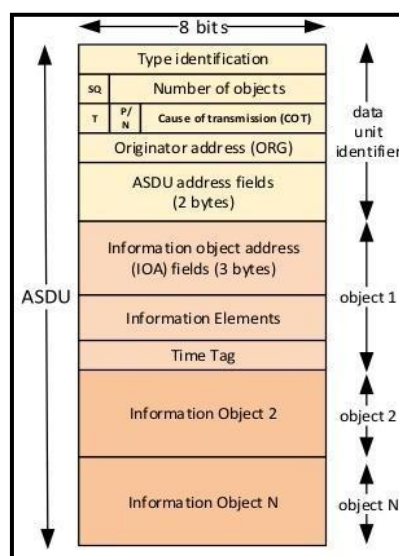 8 bits
Type identification
SQ Number of objects
T P/N Cause of transmission (COT)
Originator address (ORG)
ASDU address fields
(2 bytes)
data
unit
identifier
Information object address
(IOA) fields (3 bytes)
Information Elements
Time Tag
object 1
ASDU
Information Object 2
object 2
Information Object N
object N